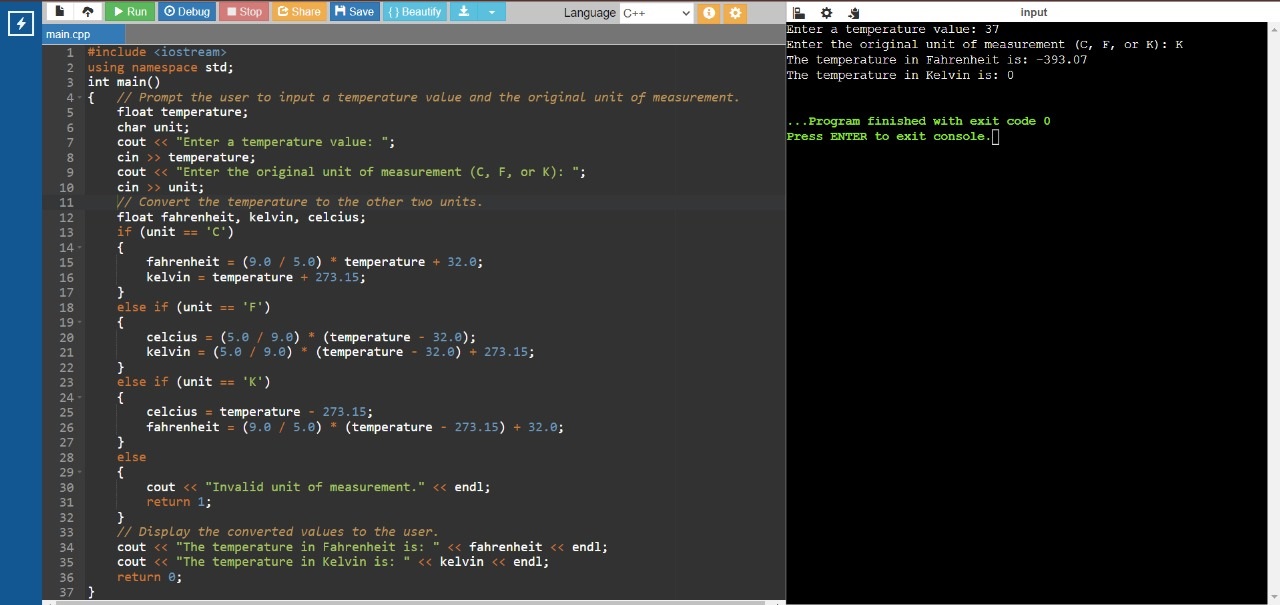 Run Debug Stop Share Save { } Beautify Language C++
main.cpp
1 #include <iostream>
2 using namespace std;
3 int main()
4 { // Prompt the user to input a temperature value and the original unit of measurement.
5 float temperature;
6 char unit;
7 cout << "Enter a temperature value: ";
8 cin >> temperature;
9 cout << "Enter the original unit of measurement (C, F, or K): ";
10 cin >> unit;
11 // Convert the temperature to the other two units.
12 float fahrenheit, kelvin, celcius;
13 if (unit == 'C')
14 {
15 fahrenheit = (9.0 / 5.0) * temperature + 32.0;
16 kelvin = temperature + 273.15;
17 }
18 else if (unit == 'F')
19 {
20 celcius = (5.0 / 9.0) * (temperature - 32.0);
21 kelvin = (5.0 / 9.0) * (temperature - 32.0) + 273.15;
22 }
23 else if (unit == 'K')
24 {
25 celcius = temperature - 273.15;
26 fahrenheit = (9.0 / 5.0) * (temperature - 273.15) + 32.0;
27 }
28 else
29 {
30 cout << "Invalid unit of measurement." << endl;
31 return 1;
32 }
33 // Display the converted values to the user.
34 cout << "The temperature in Fahrenheit is: " << fahrenheit << endl;
35 cout << "The temperature in Kelvin is: " << kelvin << endl;
36 return 0;
37 }
input
Enter a temperature value: 37
Enter the original unit of measurement (C, F, or K): K
The temperature in Fahrenheit is: -393.07
The temperature in Kelvin is: 0
...Program finished with exit code 0
Press ENTER to exit console.